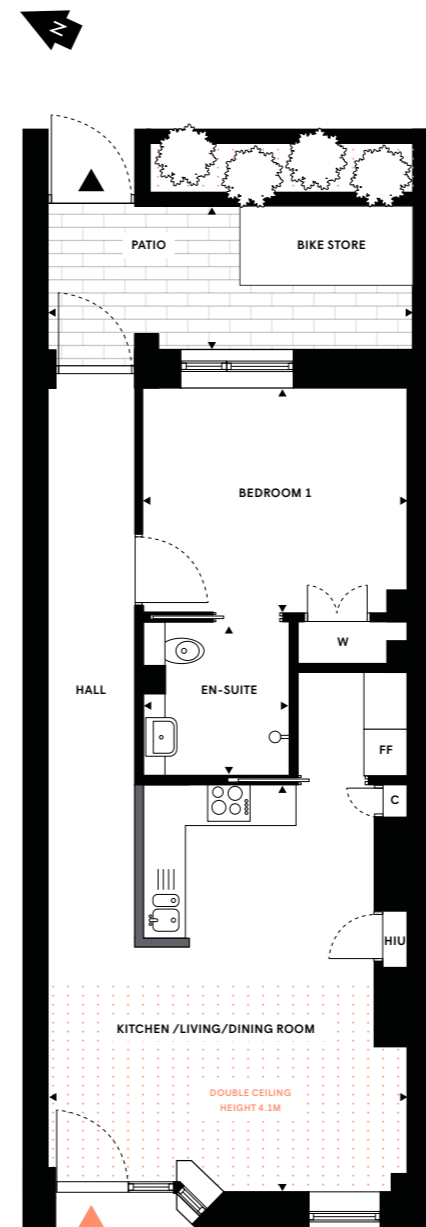 N
PATIO
BIKE STORE
BEDROOM 1
W
HALL
EN-SUITE
FF
C
HIU
KITCHEN /LIVING/DINING ROOM
DOUBLE CEILING
HEIGHT 4.1M